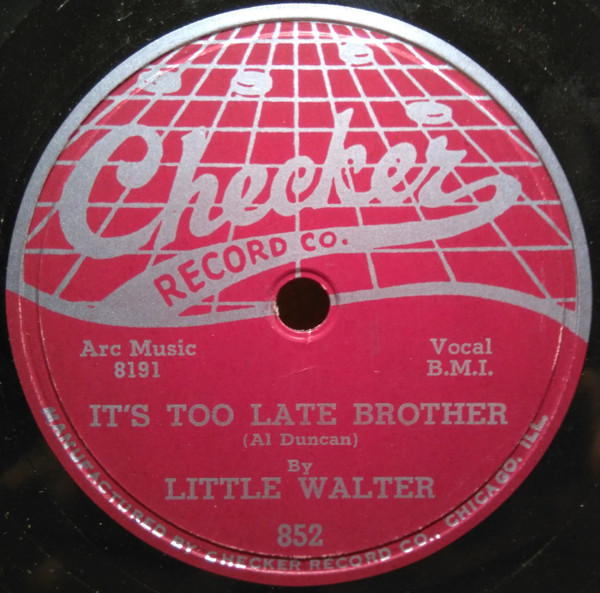 Checker
RECORD CO.
Arc Music
8191
Vocal
B.M.I.
IT'S TOO LATE BROTHER
(Al Duncan)
By
LITTLE WALTER
852
MANUFACTURED BY CHECKER RECORD CO., CHICAGO, ILL.